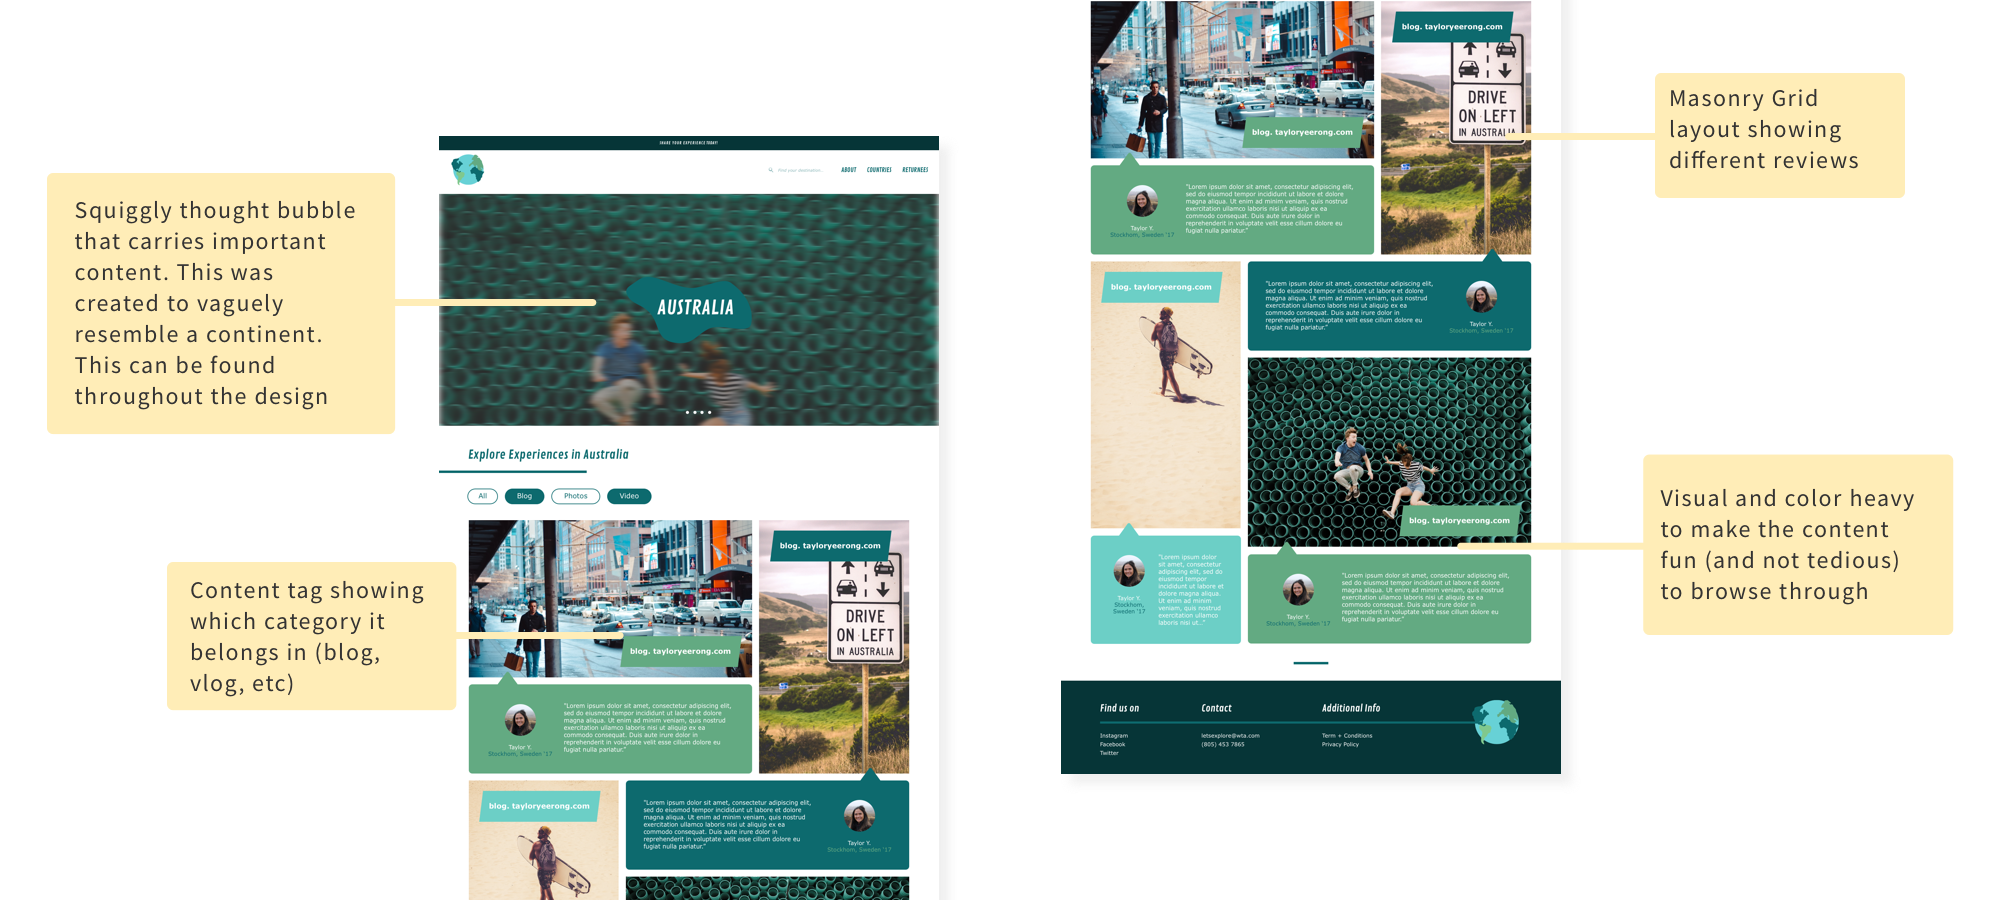 Squiggly thought bubble
that carries important
content. This was
created to vaguely
resemble a continent.
This can be found
throughout the design
Content tag showing
which category it
belongs in (blog,
vlog, etc)
SHARE YOUR EXPERIENCE TODAY!
Find your destination...
ABOUT
COUNTRIES
RETURNEES
AUSTRALIA
Explore Experiences in Australia
All
Blog
Photos
Video
blog. tayloryeerong.com
DRIVE
ON LEFT
IN AUSTRALIA
blog. tayloryeerong.com
"Lorem ipsum dolor sit amet, consectetur adipiscing elit,
sed do eiusmod tempor incididunt ut labore et dolore
magna aliqua. Ut enim ad minim veniam, quis nostrud
exercitation ullamco laboris nisi ut aliquip ex ea
commodo consequat. Duis aute irure dolor in
reprehenderit in voluptate velit esse cillum dolore eu
fugiat nulla pariatur."
Taylor Y.
Stockhom, Sweden '17
blog. tayloryeerong.com
"Lorem ipsum dolor sit amet, consectetur adipiscing elit,
sed do eiusmod tempor incididunt ut labore et dolore
magna aliqua. Ut enim ad minim veniam, quis nostrud
exercitation ullamco laboris nisi ut aliquip ex ea
commodo consequat. Duis aute irure dolor in
reprehenderit in voluptate velit esse cillum dolore eu
fugiat nulla pariatur."
Taylor Y.
Stockhom, Sweden '17
blog. tayloryeerong.com
DRIVE
ON LEFT
IN AUSTRALIA
blog. tayloryeerong.com
"Lorem ipsum dolor sit amet, consectetur adipiscing elit,
sed do eiusmod tempor incididunt ut labore et dolore
magna aliqua. Ut enim ad minim veniam, quis nostrud
exercitation ullamco laboris nisi ut aliquip ex ea
commodo consequat. Duis aute irure dolor in
reprehenderit in voluptate velit esse cillum dolore eu
fugiat nulla pariatur."
Taylor Y.
Stockhom, Sweden '17
blog. tayloryeerong.com
"Lorem ipsum dolor sit amet, consectetur adipiscing elit,
sed do eiusmod tempor incididunt ut labore et dolore
magna aliqua. Ut enim ad minim veniam, quis nostrud
exercitation ullamco laboris nisi ut aliquip ex ea
commodo consequat. Duis aute irure dolor in
reprehenderit in voluptate velit esse cillum dolore eu
fugiat nulla pariatur."
Taylor Y.
Stockhom, Sweden '17
blog. tayloryeerong.com
"Lorem ipsum dolor
sit amet, consectetur
adipiscing elit, sed do
eiusmod tempor
incididunt ut labore et
dolore magna aliqua.
Ut enim ad minim
veniam, quis nostrud
exercitation ullamco
laboris nisi ut..."
Taylor Y.
Stockhom,
Sweden '17
"Lorem ipsum dolor sit amet, consectetur adipiscing elit,
sed do eiusmod tempor incididunt ut labore et dolore
magna aliqua. Ut enim ad minim veniam, quis nostrud
exercitation ullamco laboris nisi ut aliquip ex ea
commodo consequat. Duis aute irure dolor in
reprehenderit in voluptate velit esse cillum dolore eu
fugiat nulla pariatur."
Taylor Y.
Stockhom, Sweden '17
Find us on
Instagram
Facebook
Twitter
Contact
letsexplore@wta.com
(805) 453 7865
Additional Info
Term + Conditions
Privacy Policy
Masonry Grid
layout showing
different reviews
Visual and color heavy
to make the content
fun (and not tedious)
to browse through